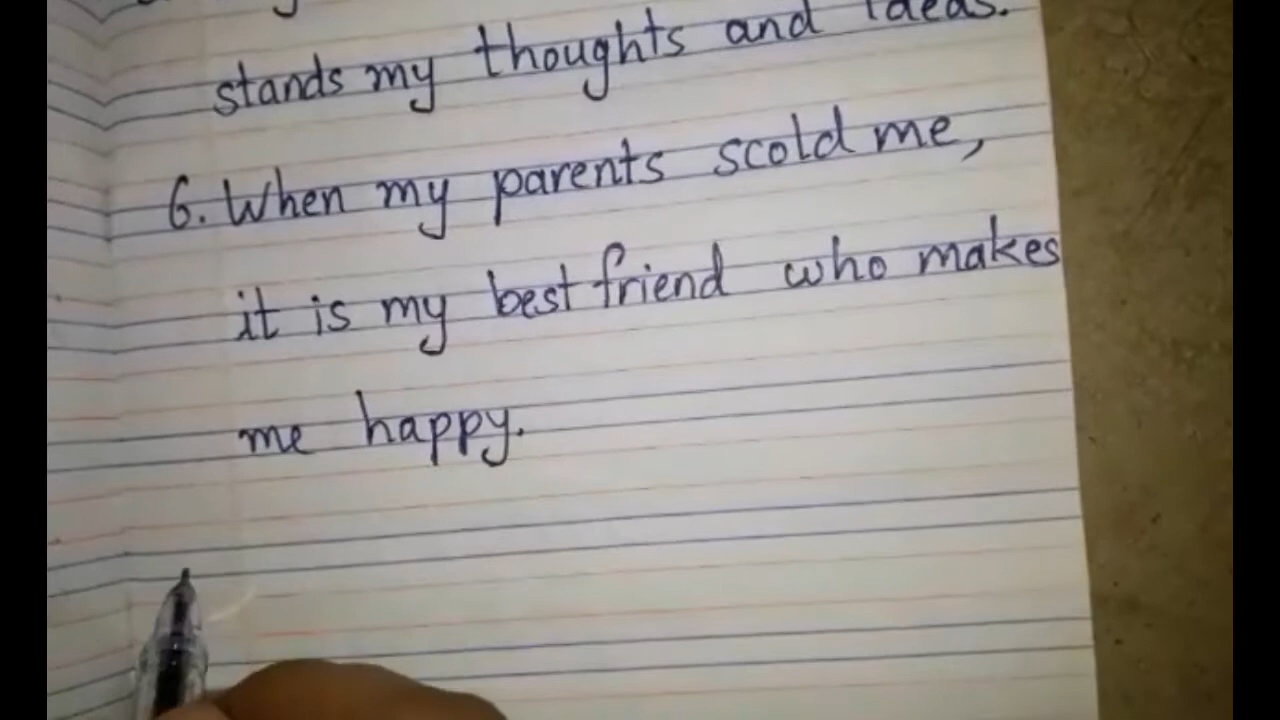 stands my thoughts and ideas.
6. When my parents scold me,
it is my best friend who makes
me happy.